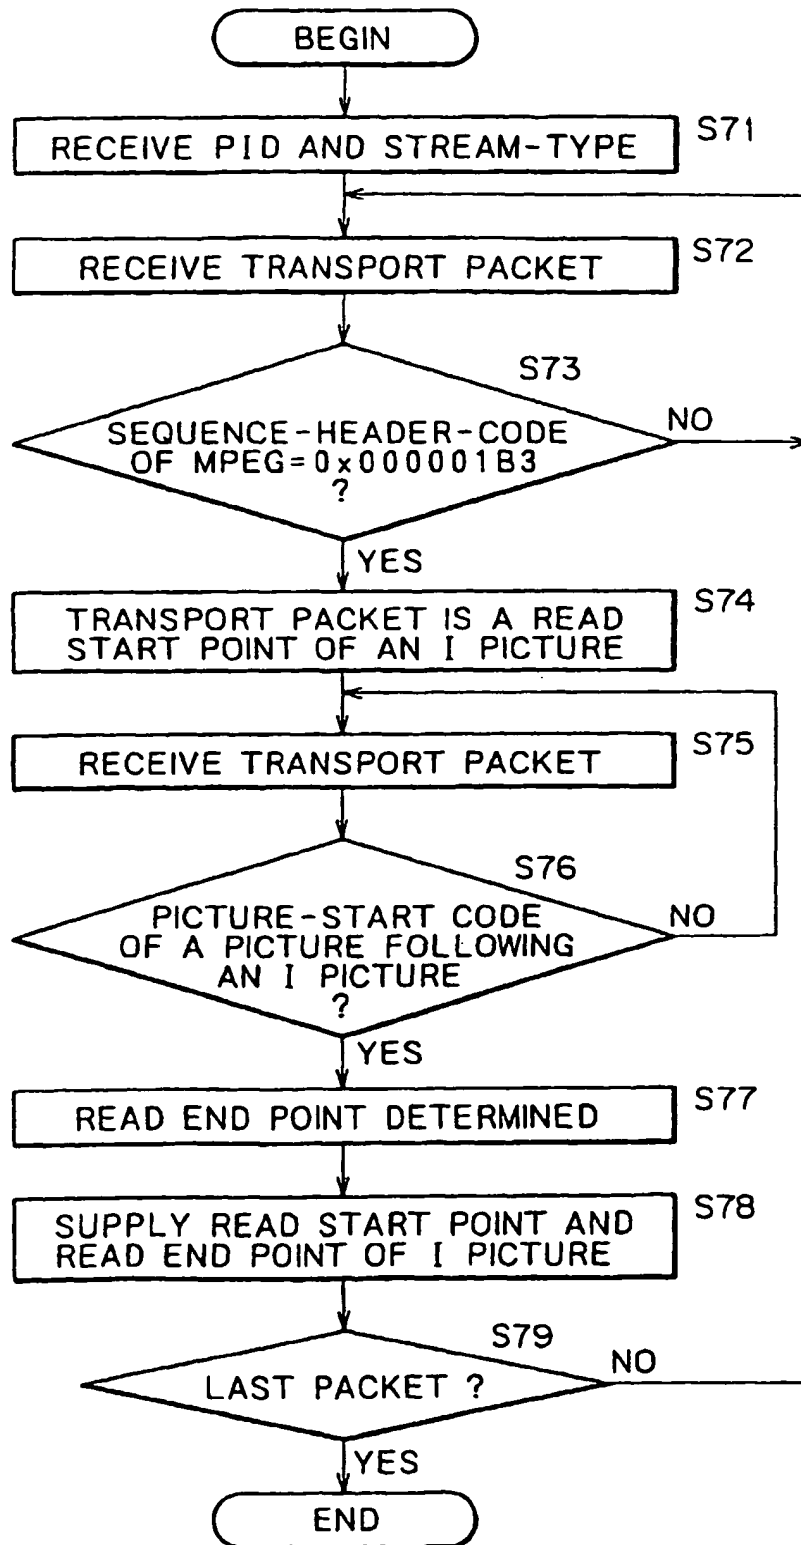 BEGIN
RECEIVE PID AND STREAM-TYPE
S71
RECEIVE TRANSPORT PACKET
S72
S73
SEQUENCE-HEADER-CODE
OF MPEG=0x000001B3
?
NO
YES
TRANSPORT PACKET IS A READ
START POINT OF AN I PICTURE
S74
RECEIVE TRANSPORT PACKET
S75
S76
PICTURE-START CODE
OF A PICTURE FOLLOWING
AN I PICTURE
?
NO
YES
READ END POINT DETERMINED
S77
SUPPLY READ START POINT AND
READ END POINT OF I PICTURE
S78
S79
LAST PACKET ?
NO
YES
END